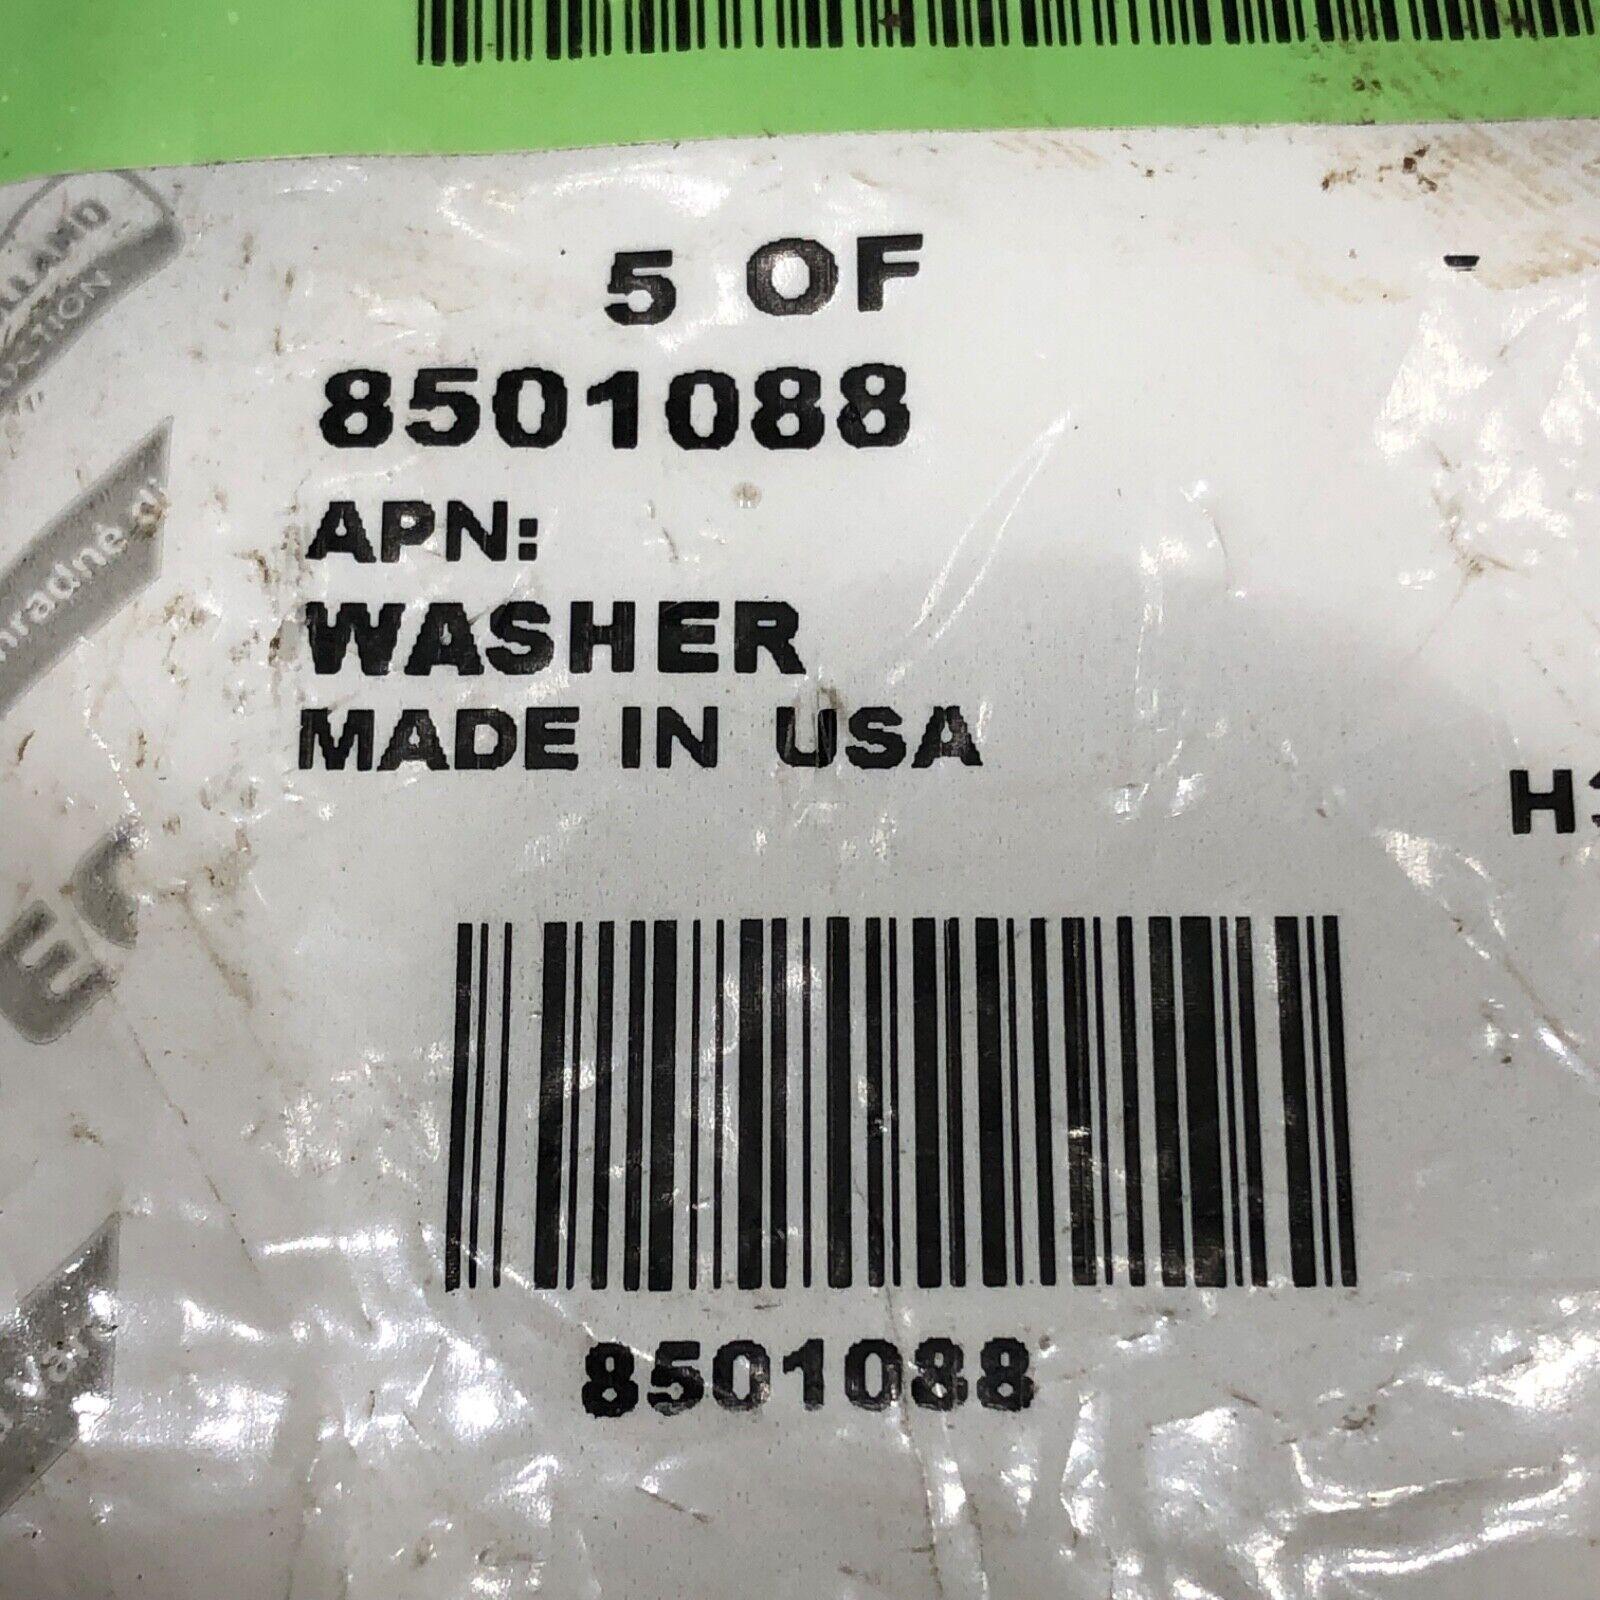 5 OF
8501088
APN:
WASHER
MADE IN USA
8501088